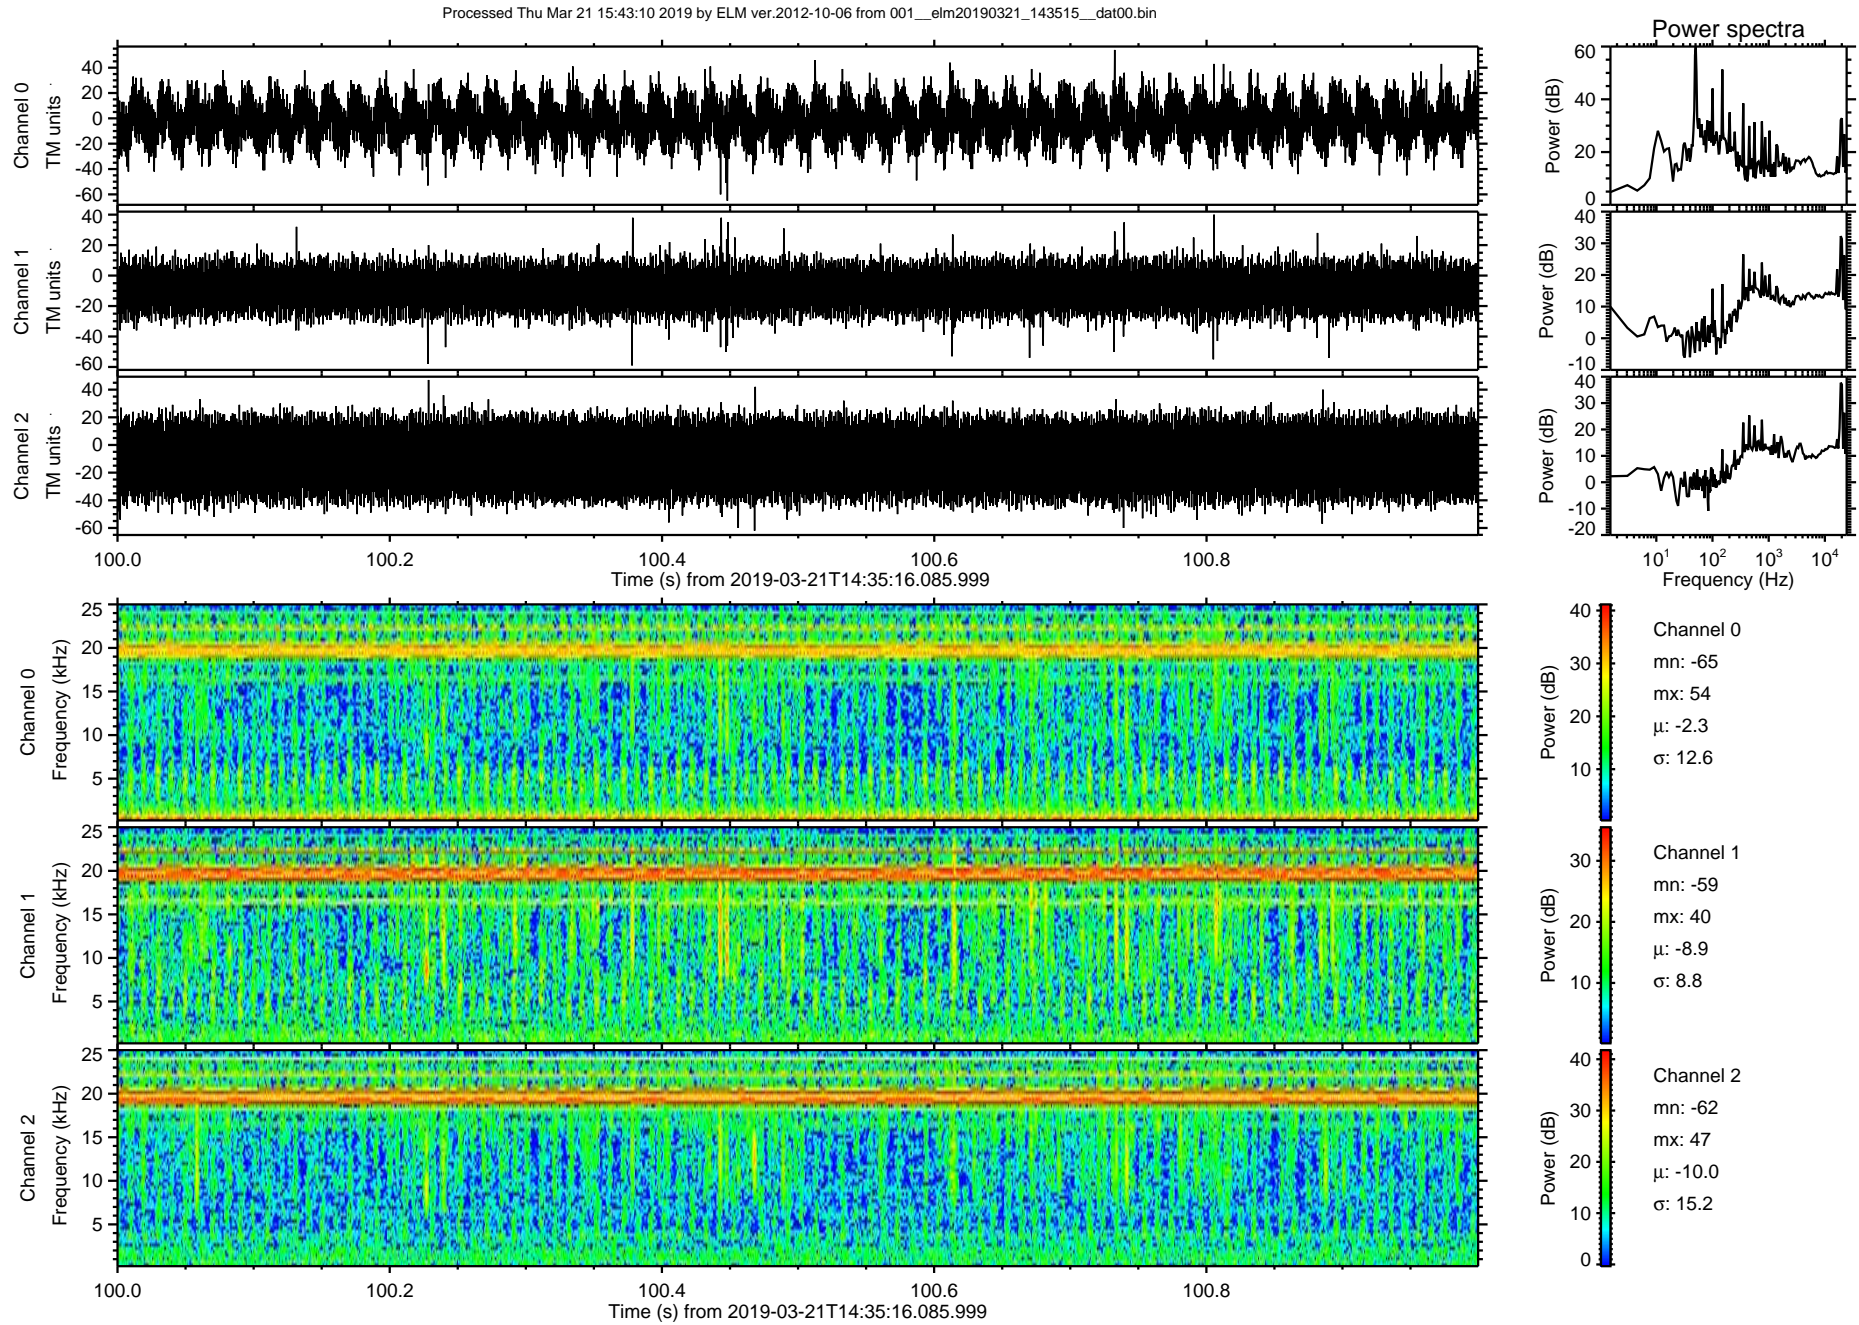 Processed Thu Mar 21 15:43:10 2019 by ELM ver.2012-10-06 from 001__elm20190321_143515__dat00.bin
Power spectra
Channel 0
TM units
40
20
0
-20
-40
-60
Power (dB)
60
40
20
0
Channel 1
TM units
40
20
0
-20
-40
-60
Power (dB)
40
30
20
10
0
-10
Channel 2
TM units
40
20
0
-20
-40
-60
Power (dB)
40
30
20
10
0
-10
-20
100.0 100.2 100.4 100.6 100.8
Time (s) from 2019-03-21T14:35:16.085.999
10^1 10^2 10^3 10^4
Frequency (Hz)
Channel 0
Frequency (kHz)
25
20
15
10
5
Power (dB)
40
30
20
10
Channel 0
mn: -65
mx: 54
μ: -2.3
σ: 12.6
Channel 1
Frequency (kHz)
25
20
15
10
5
Power (dB)
30
20
10
Channel 1
mn: -59
mx: 40
μ: -8.9
σ: 8.8
Channel 2
Frequency (kHz)
25
20
15
10
5
Power (dB)
40
30
20
10
0
Channel 2
mn: -62
mx: 47
μ: -10.0
σ: 15.2
100.0 100.2 100.4 100.6 100.8
Time (s) from 2019-03-21T14:35:16.085.999